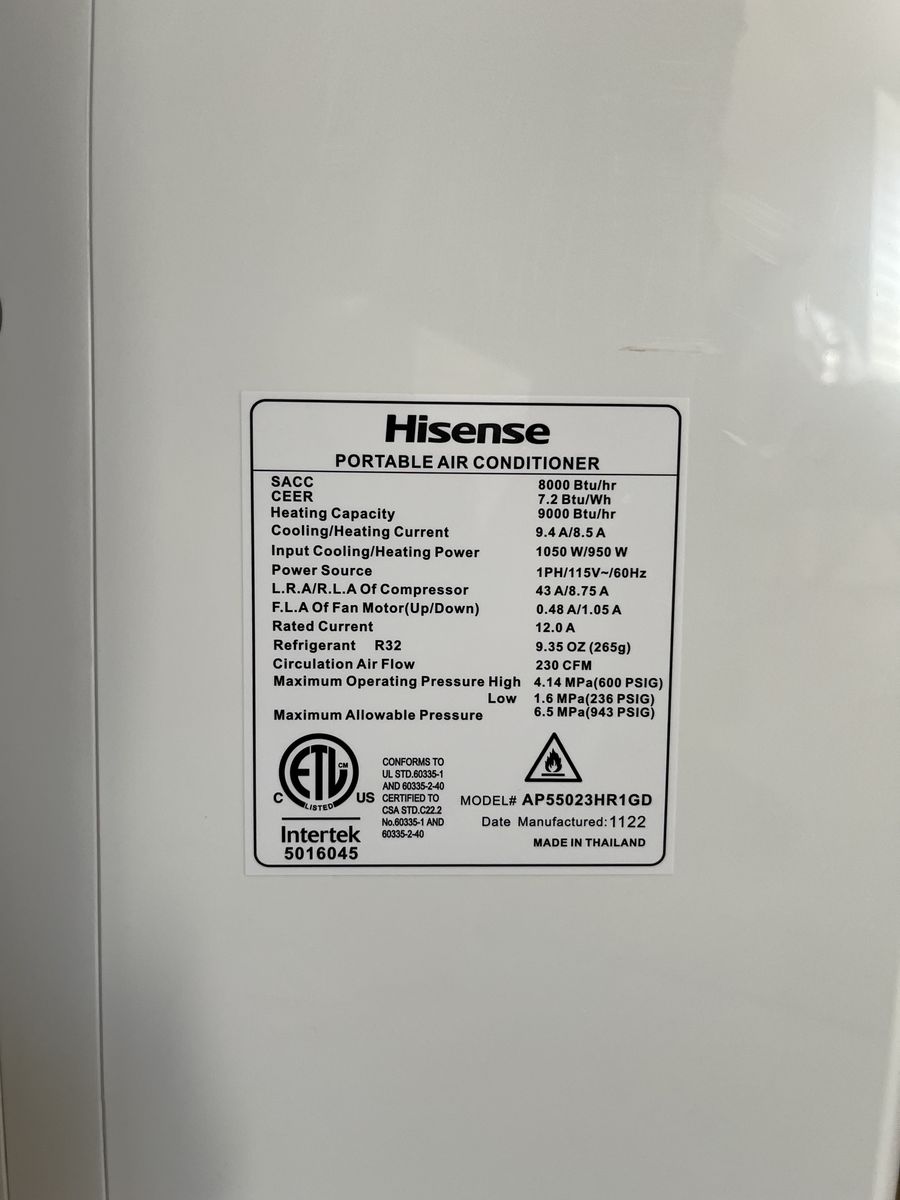 Hisense
PORTABLE AIR CONDITIONER
SACC 8000 Btu/hr
CEER 7.2 Btu/Wh
Heating Capacity 9000 Btu/hr
Cooling/Heating Current 9.4 A/8.5 A
Input Cooling/Heating Power 1050 W/950 W
Power Source 1PH/115V~/60Hz
L.R.A/R.L.A Of Compressor 43 A/8.75 A
F.L.A Of Fan Motor(Up/Down) 0.48 A/1.05 A
Rated Current 12.0 A
Refrigerant R32 9.35 OZ (265g)
Circulation Air Flow 230 CFM
Maximum Operating Pressure High 4.14 MPa(600 PSIG)
Low 1.6 MPa(236 PSIG)
Maximum Allowable Pressure 6.5 MPa(943 PSIG)
ETL CM
C LISTED US
Intertek
5016045
CONFORMS TO
UL STD.60335-1
AND 60335-2-40
CERTIFIED TO
CSA STD.C22.2
No.60335-1 AND
60335-2-40
MODEL# AP55023HR1GD
Date Manufactured:1122
MADE IN THAILAND